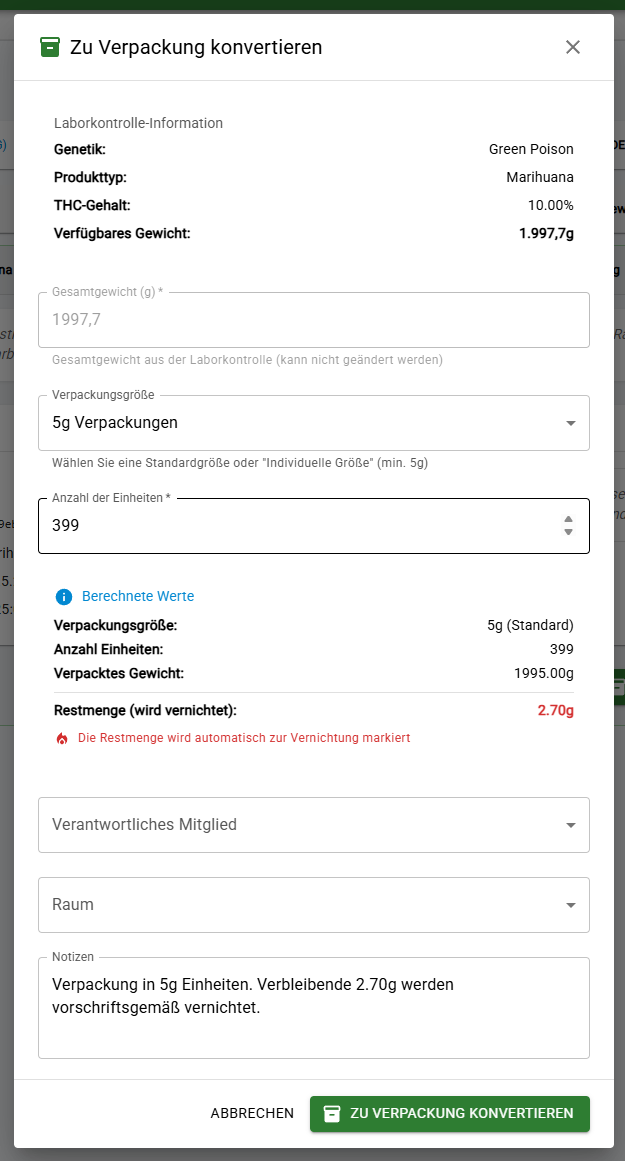 Zu Verpackung konvertieren
Laborkontrolle-Information
Genetik: Green Poison
Produkttyp: Marihuana
THC-Gehalt: 10.00%
Verfügbares Gewicht: 1.997,7g
Gesamtgewicht (g) *
1997,7
Gesamtgewicht aus der Laborkontrolle (kann nicht geändert werden)
Verpackungsgröße
5g Verpackungen
Wählen Sie eine Standardgröße oder "Individuelle Größe" (min. 5g)
Anzahl der Einheiten *
399
Berechnete Werte
Verpackungsgröße: 5g (Standard)
Anzahl Einheiten: 399
Verpacktes Gewicht: 1995.00g
Restmenge (wird vernichtet): 2.70g
Die Restmenge wird automatisch zur Vernichtung markiert
Verantwortliches Mitglied
Raum
Notizen
Verpackung in 5g Einheiten. Verbleibende 2.70g werden
vorschriftsgemäß vernichtet.
ABBRECHEN
ZU VERPACKUNG KONVERTIEREN